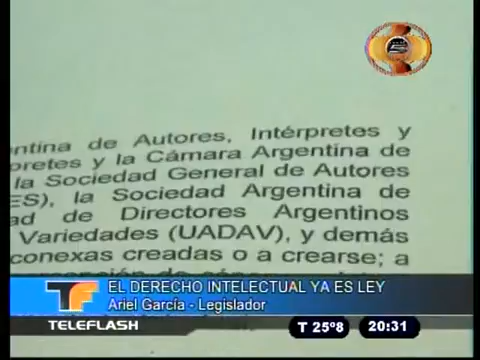 entina de Autores, Intérpretes y
pretes y la Cámara Argentina de
la Sociedad General de Autores
ES), la Sociedad Argentina de
ad de Directores Argentinos
Variedades (UADAV), y demás
conexas creadas o a crearse; a
EL DERECHO INTELECTUAL YA ES LEY
Ariel García - Legislador
TF
TELEFLASH
T 25°8
20:31